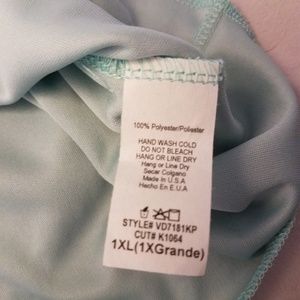 100% Polyester/Poliester
HAND WASH COLD
DO NOT BLEACH
HANG OR LINE DRY
Hang or Line Dry
Secar Colgano
Made In U.S.A
Hecho En E.U.A
STYLE# VD7181KP
CUT# K1064
1XL(1XGrande)